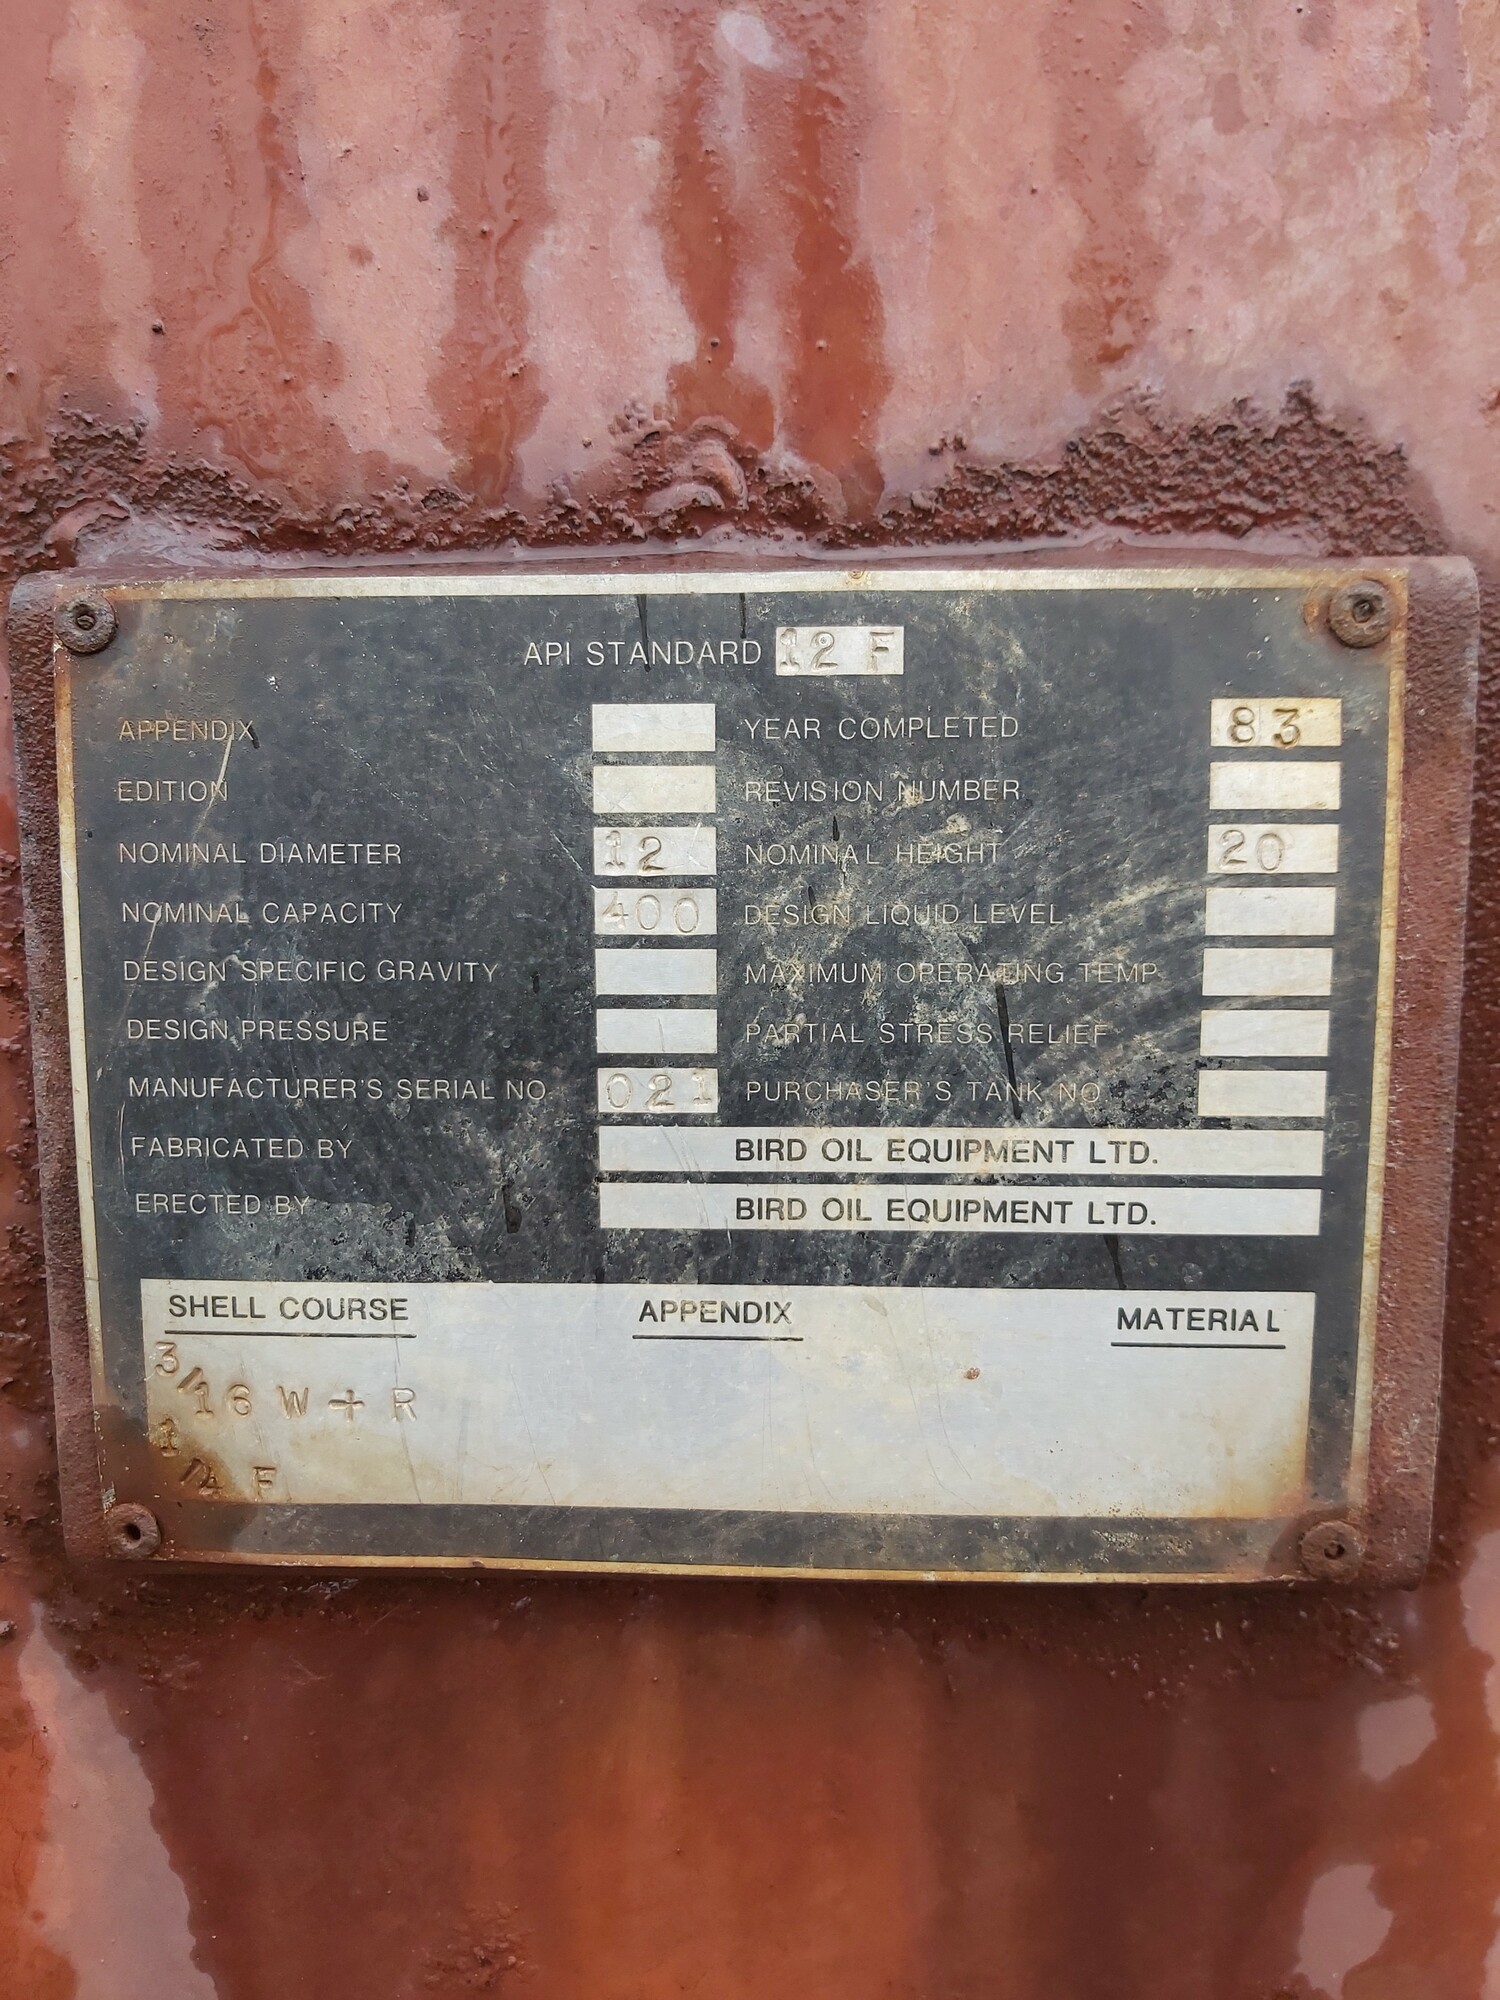 API STANDARD 12 F
APPENDIX YEAR COMPLETED 83
EDITION REVISION NUMBER
NOMINAL DIAMETER 12 NOMINAL HEIGHT 20
NOMINAL CAPACITY 400 DESIGN LIQUID LEVEL
DESIGN SPECIFIC GRAVITY MAXIMUM OPERATING TEMP
DESIGN PRESSURE PARTIAL STRESS RELIEF
MANUFACTURER'S SERIAL NO 021 PURCHASER'S TANK NO
FABRICATED BY BIRD OIL EQUIPMENT LTD.
ERECTED BY BIRD OIL EQUIPMENT LTD.
SHELL COURSE APPENDIX MATERIAL
3/16 W + R
1/4 F